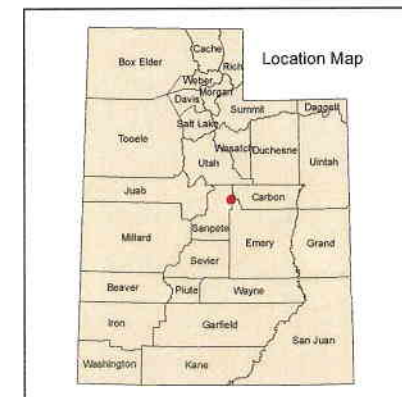 Location Map
Cache
Box Elder
Rich
Weber
Morgan
Davis
Summit
Daggett
Salt Lake
Tooele
Wasatch
Duchesne
Utah
Uintah
Juab
Carbon
Sanpete
Millard
Emery
Grand
Sevier
Beaver
Piute
Wayne
Iron
Garfield
San Juan
Washington
Kane